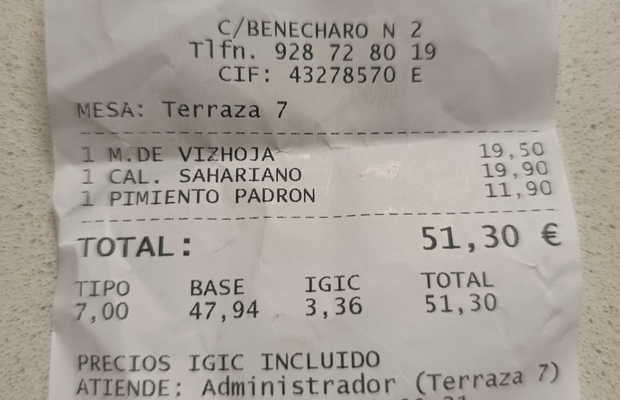 C/BENECHARO N 2
Tlfn. 928 72 80 19
CIF: 43278570 E
MESA: Terraza 7
1 M.DE VIZHOJA 19,50
1 CAL. SAHARIANO 19,90
1 PIMIENTO PADRON 11,90
TOTAL: 51,30 €
TIPO BASE IGIC TOTAL
7,00 47,94 3,36 51,30
PRECIOS IGIC INCLUIDO
ATIENDE: Administrador (Terraza 7)